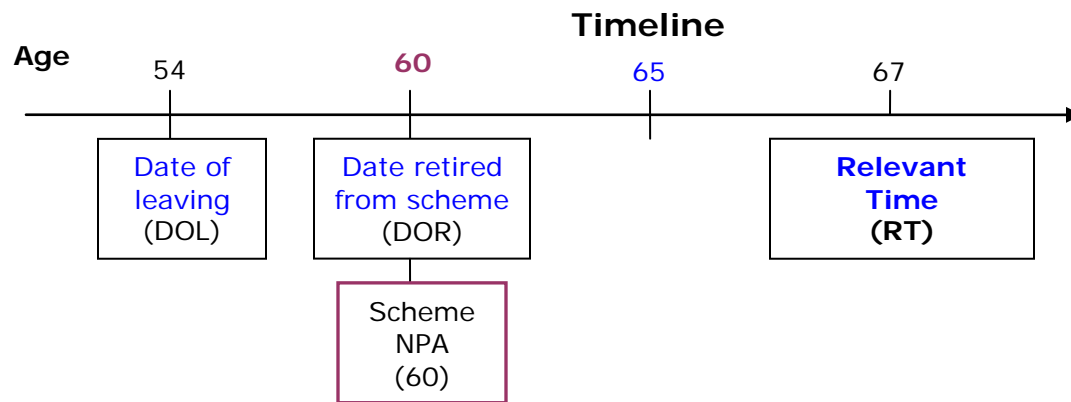 Timeline
Age
54
60
65
67
Date of
leaving
(DOL)
Date retired
from scheme
(DOR)
Relevant
Time
(RT)
Scheme
NPA
(60)